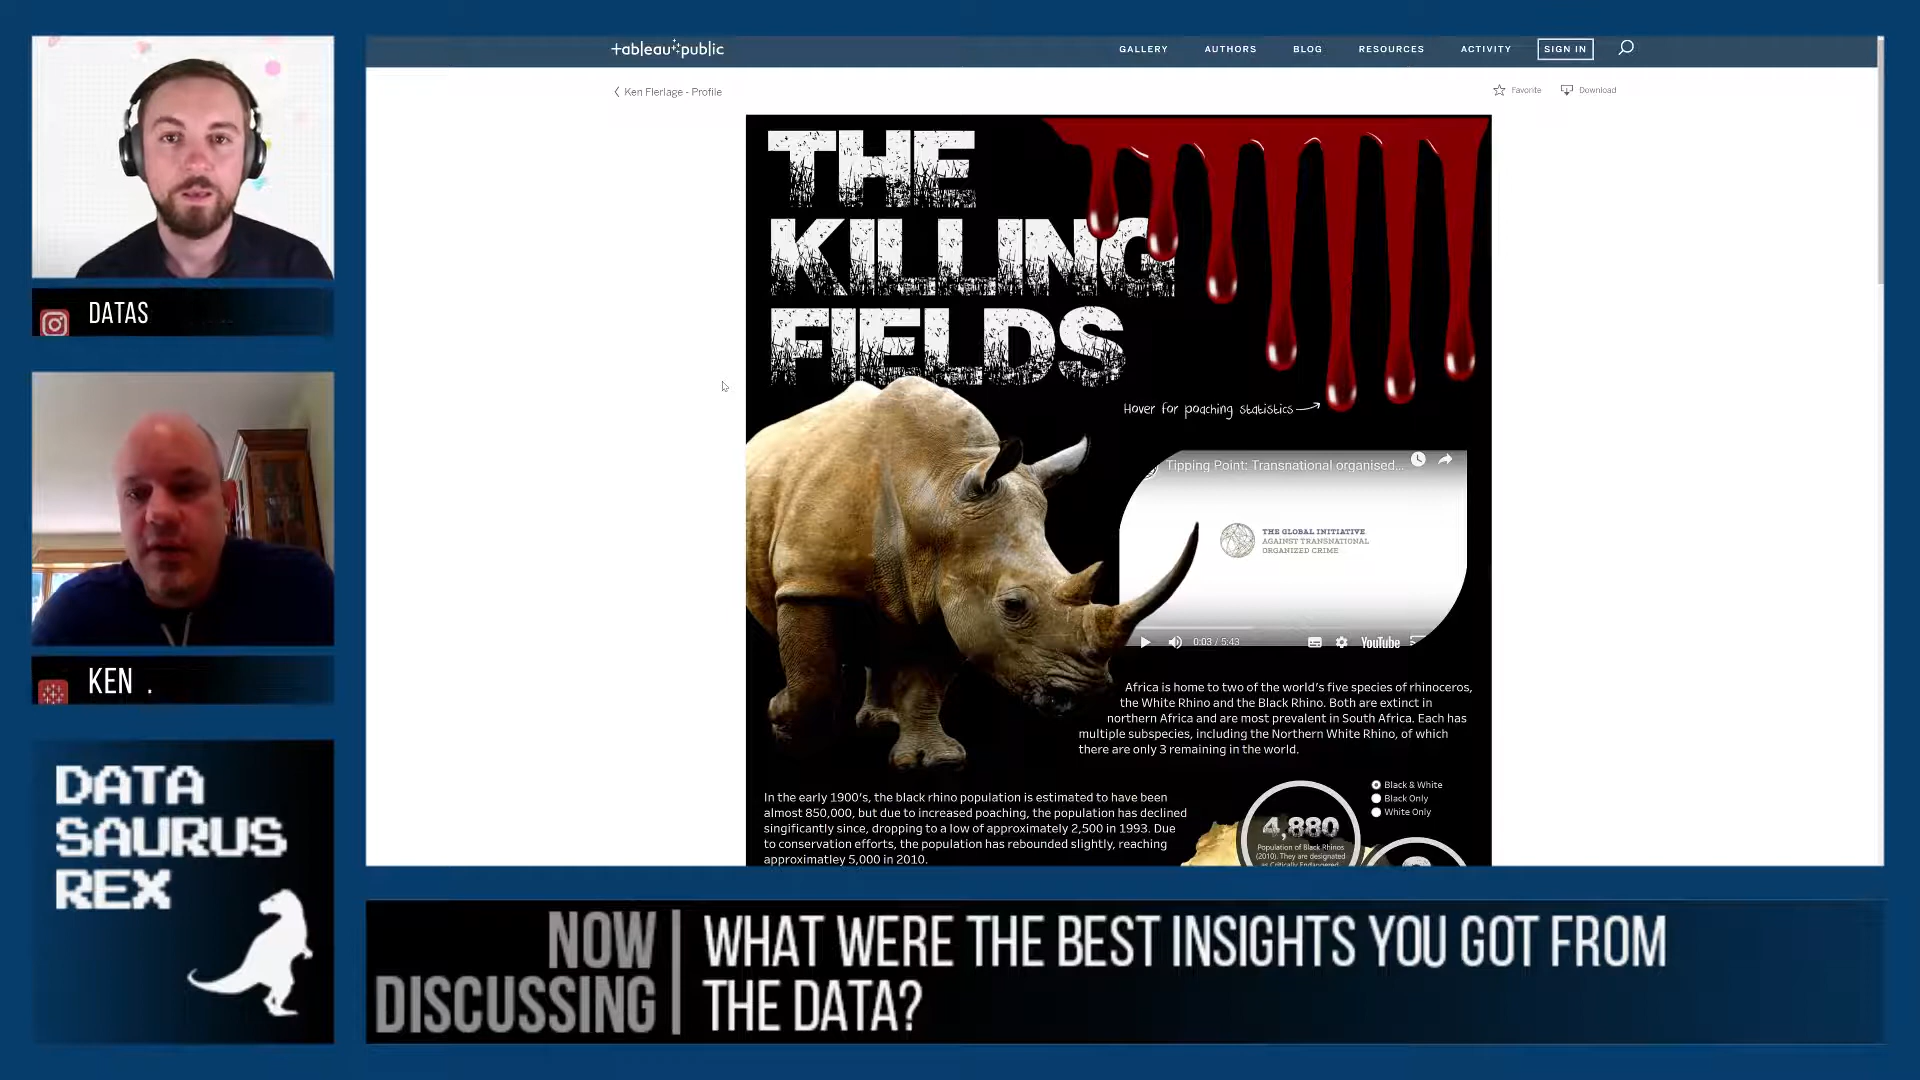 +ableau public
GALLERY
AUTHORS
BLOG
RESOURCES
ACTIVITY
SIGN IN
Ken Flerlage - Profile
Favorite
Download
THE
KILLING
FIELDS
Hover for poaching statistics
Tipping Point: Transnational organised...
THE GLOBAL INITIATIVE
AGAINST TRANSNATIONAL
ORGANIZED CRIME
0:03 / 5:43
YouTube
Africa is home to two of the world's five species of rhinoceros,
the White Rhino and the Black Rhino. Both are extinct in
northern Africa and are most prevalent in South Africa. Each has
multiple subspecies, including the Northern White Rhino, of which
there are only 3 remaining in the world.
In the early 1900's, the black rhino population is estimated to have been
almost 850,000, but due to increased poaching, the population has declined
singificantly since, dropping to a low of approximately 2,500 in 1993. Due
to conservation efforts, the population has rebounded slightly, reaching
approximatley 5,000 in 2010.
Black & White
Black Only
White Only
4,880
Population of Black Rhinos
(2010). They are designated
as Critically Endangered
DATAS
KEN .
DATA
SAURUS
REX
NOW
DISCUSSING
WHAT WERE THE BEST INSIGHTS YOU GOT FROM
THE DATA?